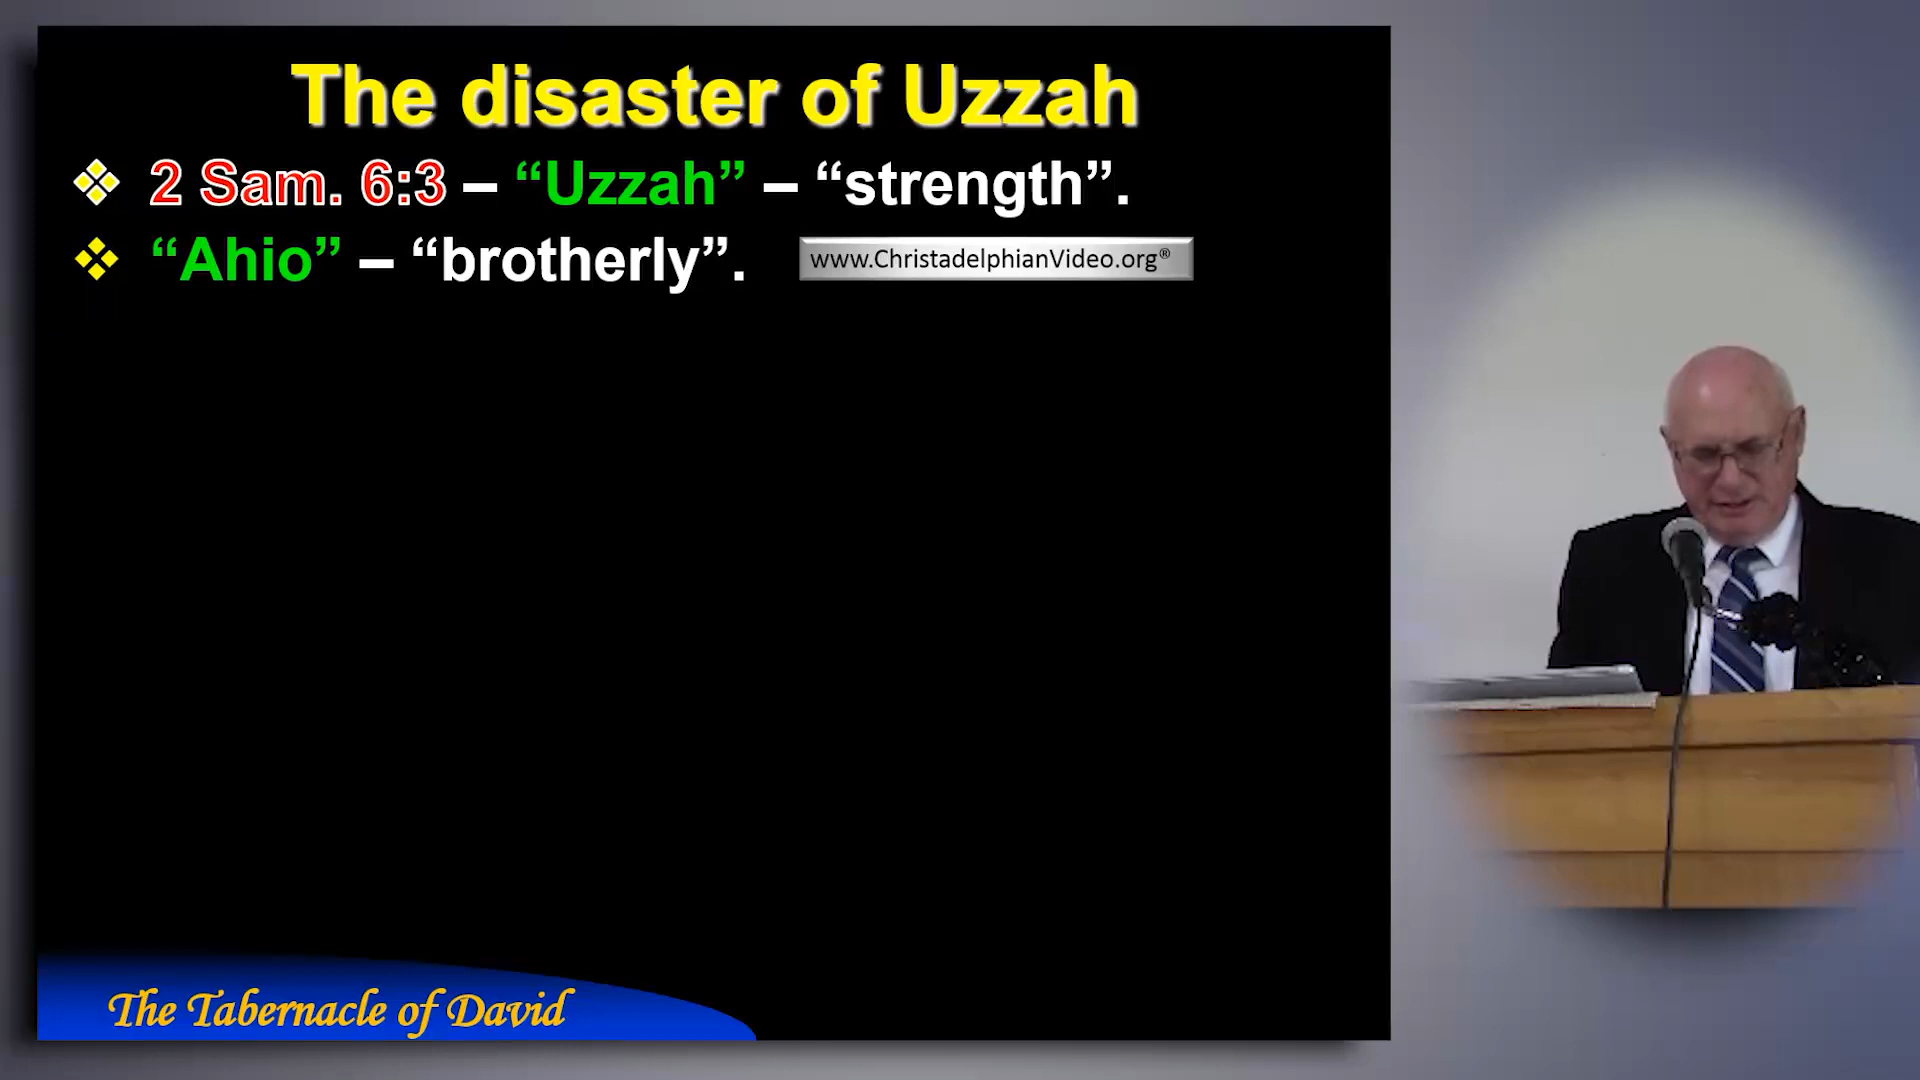 The disaster of Uzzah
2 Sam. 6:3 – “Uzzah” – “strength”.
“Ahio” – “brotherly”.
www.ChristadelphianVideo.org®
The Tabernacle of David